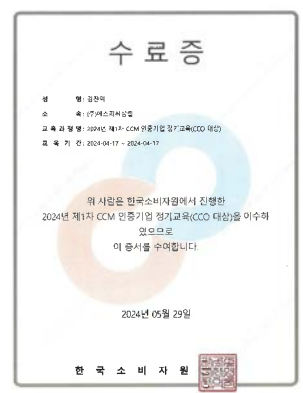 수료증
성 명: 김찬익
소 속: (주)에스피씨삼립
교 육 과 정 명: 2024년 제1차 CCM 인증기업 정기교육(CCO 대상)
교 육 기 간: 2024-04-17 ~ 2024-04-17
위 사람은 한국소비자원에서 진행한
2024년 제1차 CCM 인증기업 정기교육(CCO 대상)을 이수하
였으므로
이 증서를 수여합니다.
2024년 05월 29일
한국소비자원